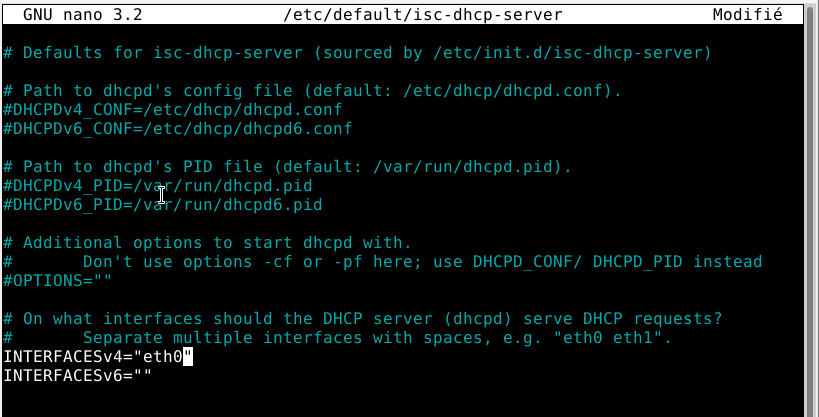 GNU nano 3.2 /etc/default/isc-dhcp-server Modifié
# Defaults for isc-dhcp-server (sourced by /etc/init.d/isc-dhcp-server)
# Path to dhcpd's config file (default: /etc/dhcp/dhcpd.conf).
#DHCPDv4_CONF=/etc/dhcp/dhcpd.conf
#DHCPDv6_CONF=/etc/dhcp/dhcpd6.conf
# Path to dhcpd's PID file (default: /var/run/dhcpd.pid).
#DHCPDv4_PID=/var/run/dhcpd.pid
#DHCPDv6_PID=/var/run/dhcpd6.pid
# Additional options to start dhcpd with.
#       Don't use options -cf or -pf here; use DHCPD_CONF/ DHCPD_PID instead
#OPTIONS=""
# On what interfaces should the DHCP server (dhcpd) serve DHCP requests?
#       Separate multiple interfaces with spaces, e.g. "eth0 eth1".
INTERFACESv4="eth0"
INTERFACESv6=""